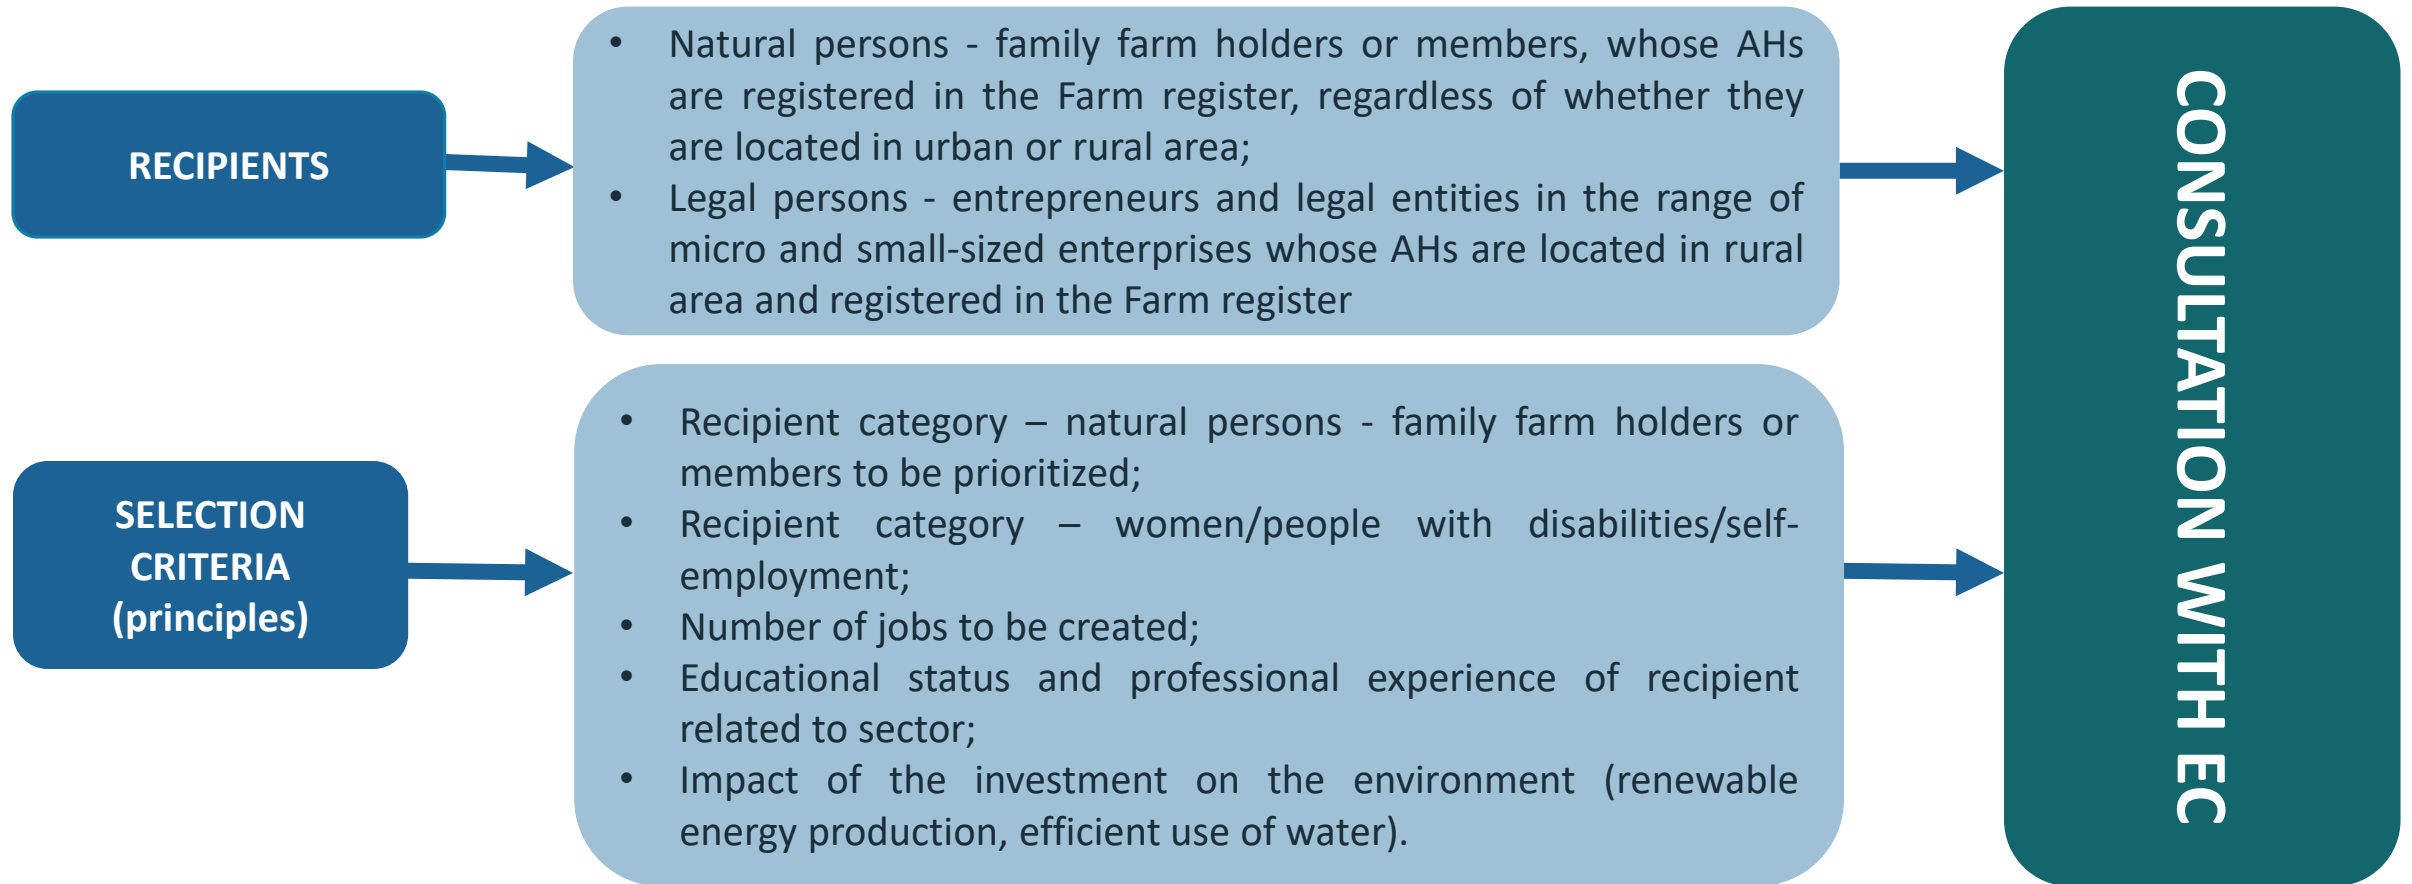 RECIPIENTS
• Natural persons - family farm holders or members, whose AHs
are registered in the Farm register, regardless of whether they
are located in urban or rural area;
• Legal persons - entrepreneurs and legal entities in the range of
micro and small-sized enterprises whose AHs are located in rural
area and registered in the Farm register
SELECTION
CRITERIA
(principles)
• Recipient category – natural persons - family farm holders or
members to be prioritized;
• Recipient category – women/people with disabilities/self-
employment;
• Number of jobs to be created;
• Educational status and professional experience of recipient
related to sector;
• Impact of the investment on the environment (renewable
energy production, efficient use of water).
CONSULTATION WITH EC